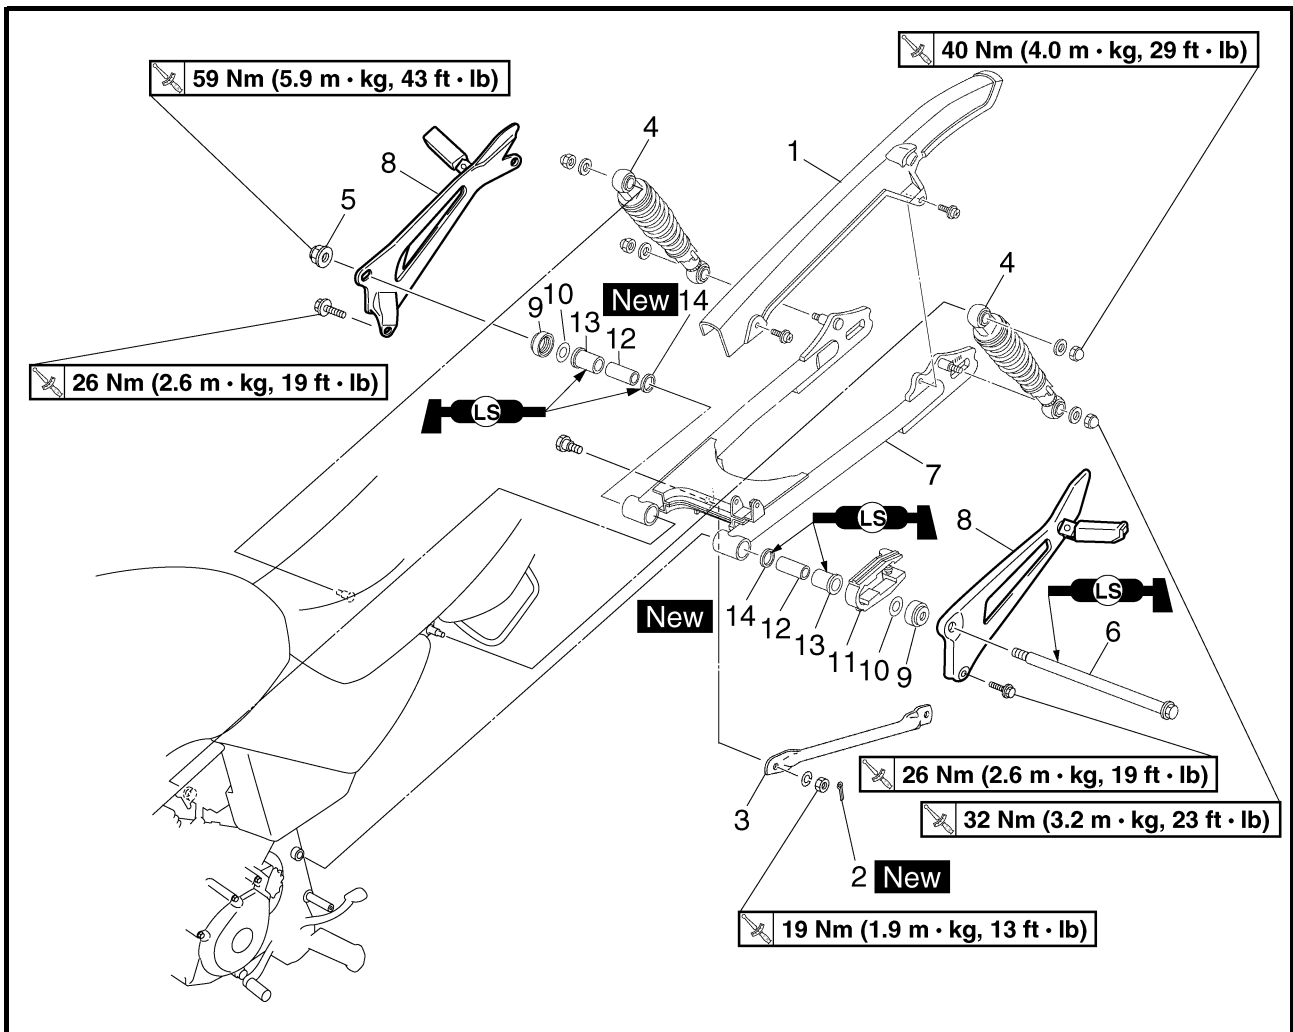 40 Nm (4.0 m • kg, 29 ft • lb)
59 Nm (5.9 m • kg, 43 ft • lb)
4
1
8
5
4
New 14
9
10
13
12
26 Nm (2.6 m • kg, 19 ft • lb)
LS
7
LS
8
LS
New
14
12
13
11
10
9
6
26 Nm (2.6 m • kg, 19 ft • lb)
3
32 Nm (3.2 m • kg, 23 ft • lb)
2 New
19 Nm (1.9 m • kg, 13 ft • lb)